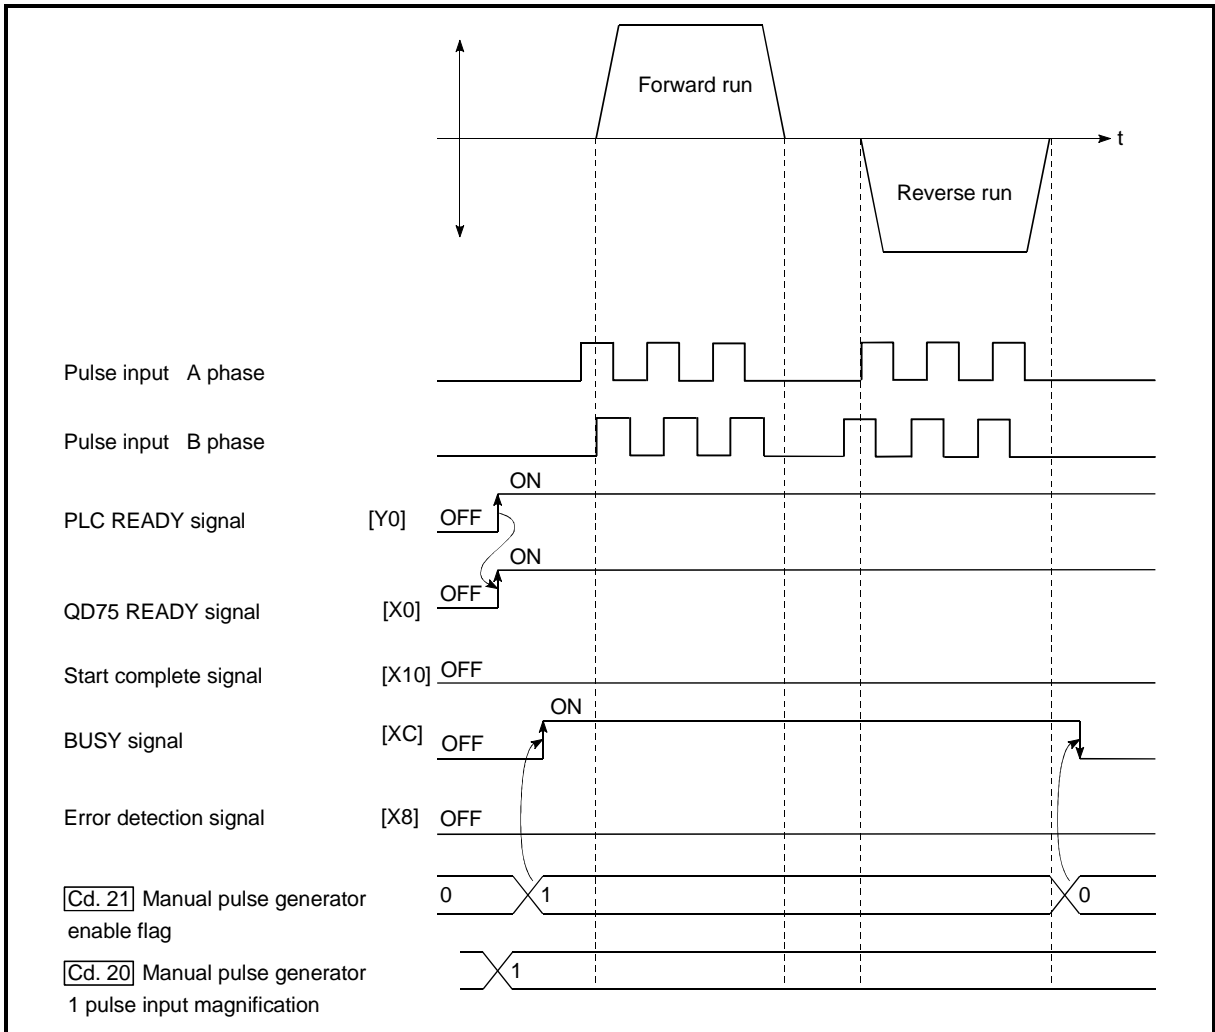 Forward run
t
Reverse run
Pulse input A phase
Pulse input B phase
ON
PLC READY signal [Y0] OFF
ON
QD75 READY signal [X0] OFF
Start complete signal [X10] OFF
ON
BUSY signal [XC] OFF
Error detection signal [X8] OFF
Cd. 21 Manual pulse generator 0 1 0
enable flag
Cd. 20 Manual pulse generator 1
1 pulse input magnification